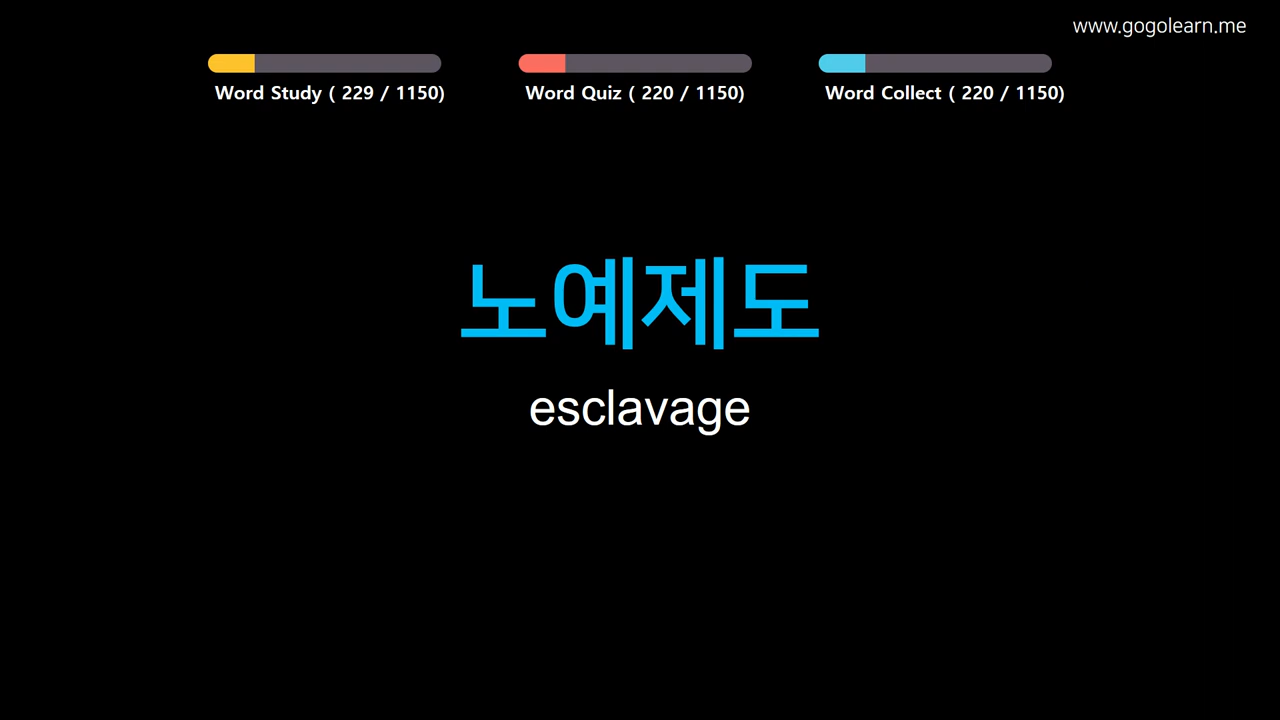 www.gogolearn.me
Word Study ( 229 / 1150)
Word Quiz ( 220 / 1150)
Word Collect ( 220 / 1150)
노예제도
esclavage